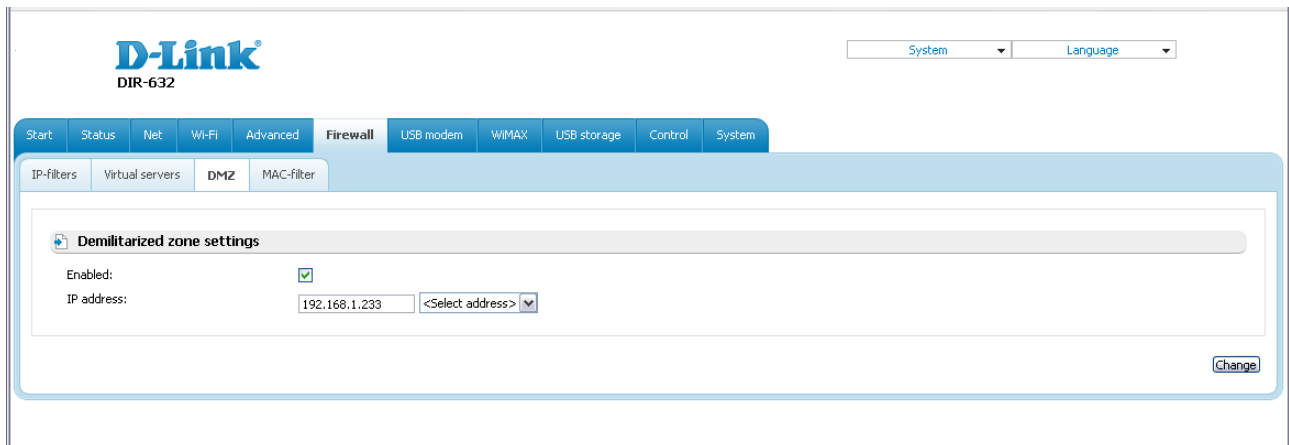 D-Link®
DIR-632
System Language
Start Status Net Wi-Fi Advanced Firewall USB modem WiMAX USB storage Control System
IP-filters Virtual servers DMZ MAC-filter
Demilitarized zone settings
Enabled:
IP address: 192.168.1.233 <Select address>
Change